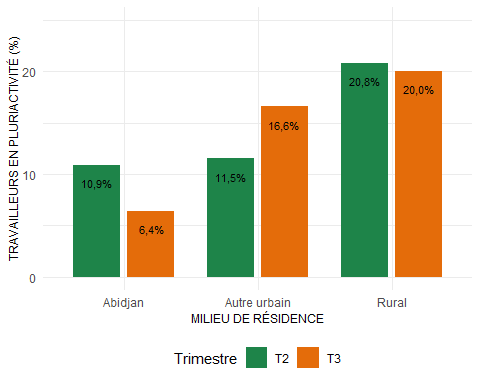 TRAVAILLEURS EN PLURIACTIVITÉ (%)
20
10
0
10,9%
6,4%
11,5%
16,6%
20,8%
20,0%
Abidjan
Autre urbain
Rural
MILIEU DE RÉSIDENCE
Trimestre T2 T3